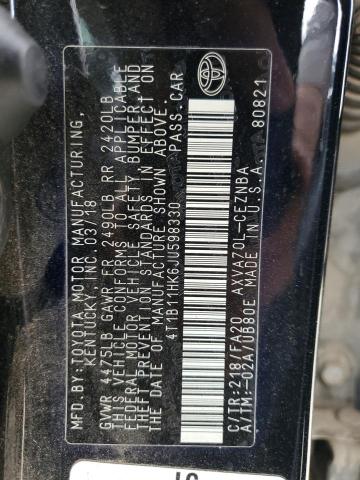 MFD.BY:TOYOTA MOTOR MANUFACTURING,
KENTUCKY, INC. 03/18
GVWR 4475LB GAWR FR 2490LB RR 2420LB
THIS VEHICLE CONFORMS TO ALL APPLICABLE
FEDERAL MOTOR VEHICLE SAFETY, BUMPER, AND
THEFT PREVENTION STANDARDS IN EFFECT ON
THE DATE OF MANUFACTURE SHOWN ABOVE.
4T1B11HK6JU598330 PASS.CAR
C/TR:218/FA20 AXVA70L-CEZNBA
A/TM:-02A/UB80E MADE IN U.S.A. 80821